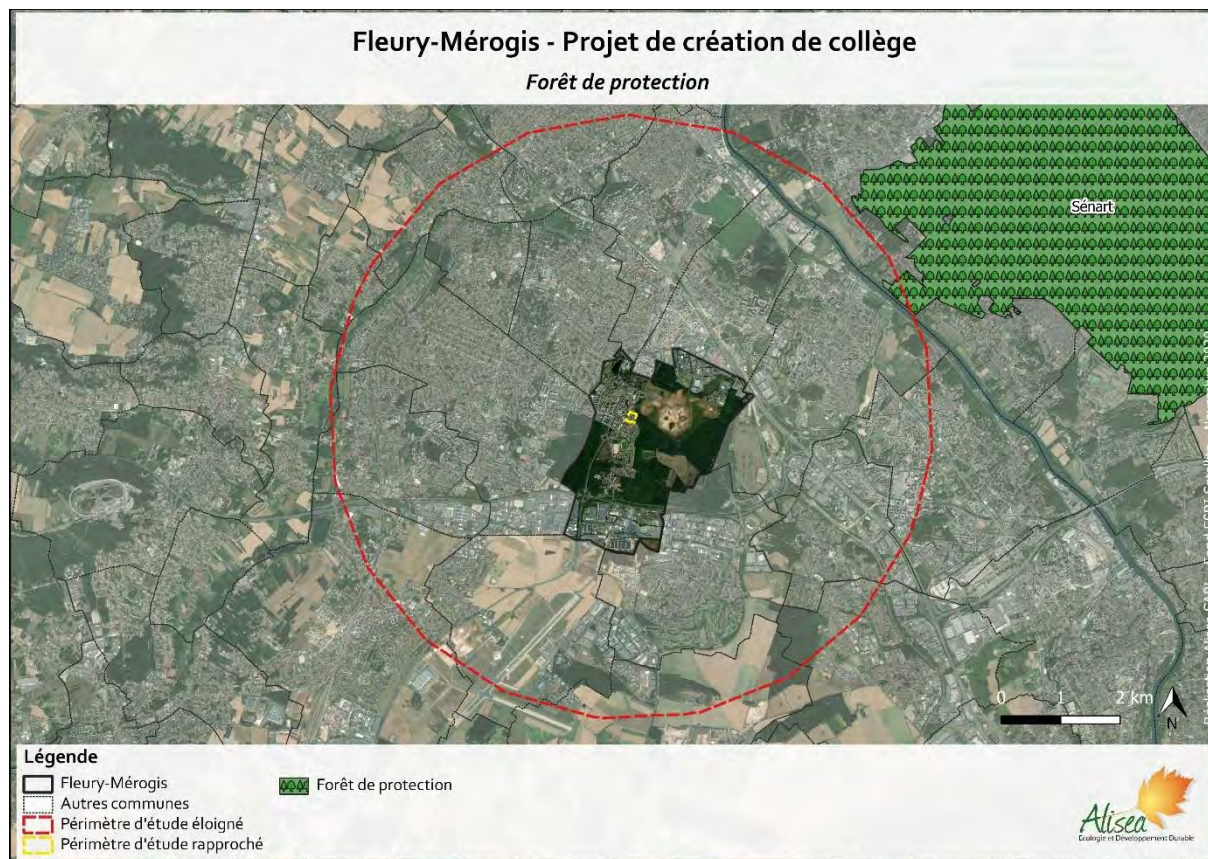 Fleury-Mérogis - Projet de création de collège
Forêt de protection
Sénart
0 1 2 km
N
Légende
Fleury-Mérogis
Autres communes
Périmètre d'étude éloigné
Périmètre d'étude rapproché
Forêt de protection
Alisea
Ecologie et Développement Durable